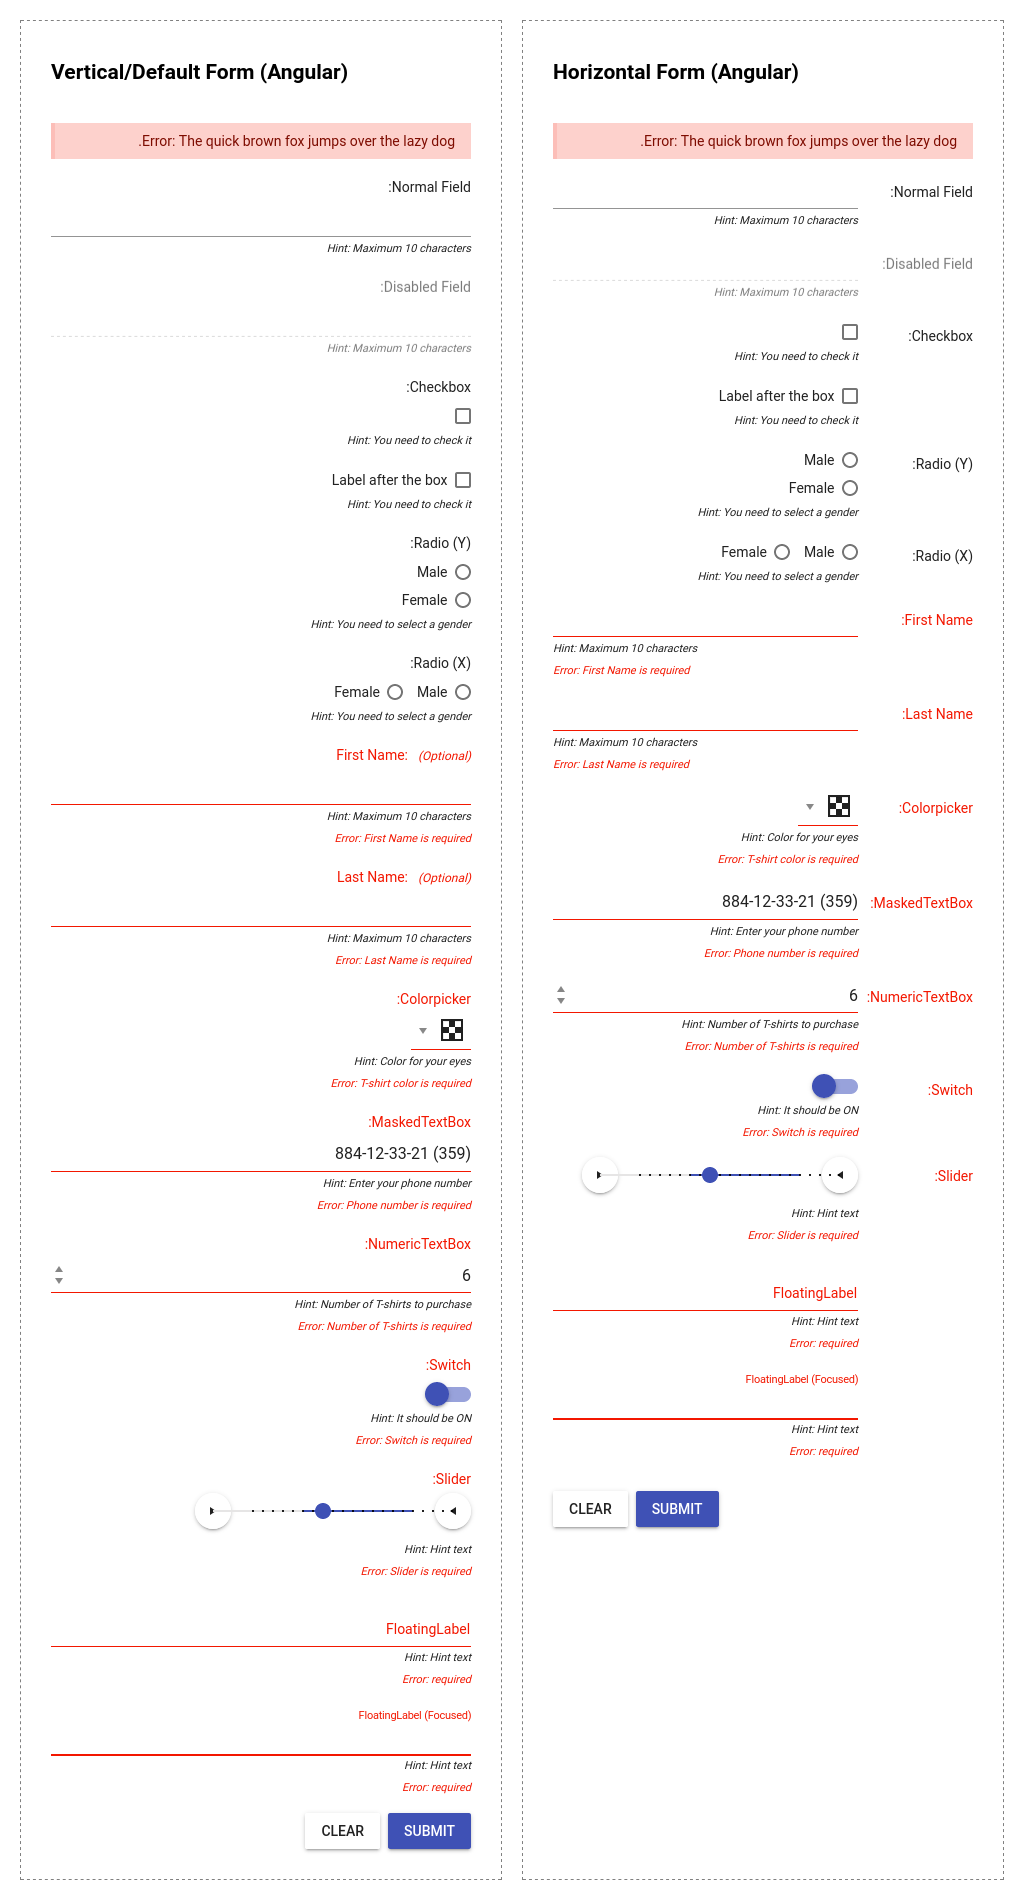 Vertical/Default Form (Angular)
.Error: The quick brown fox jumps over the lazy dog
:Normal Field
Hint: Maximum 10 characters
:Disabled Field
Hint: Maximum 10 characters
:Checkbox
Hint: You need to check it
Label after the box
Hint: You need to check it
:Radio (Y)
Male
Female
Hint: You need to select a gender
:Radio (X)
Female Male
Hint: You need to select a gender
First Name: (Optional)
Hint: Maximum 10 characters
Error: First Name is required
Last Name: (Optional)
Hint: Maximum 10 characters
Error: Last Name is required
:Colorpicker
Hint: Color for your eyes
Error: T-shirt color is required
:MaskedTextBox
884-12-33-21 (359)
Hint: Enter your phone number
Error: Phone number is required
:NumericTextBox
6
Hint: Number of T-shirts to purchase
Error: Number of T-shirts is required
:Switch
Hint: It should be ON
Error: Switch is required
:Slider
Hint: Hint text
Error: Slider is required
FloatingLabel
Hint: Hint text
Error: required
FloatingLabel (Focused)
Hint: Hint text
Error: required
CLEAR SUBMIT
Horizontal Form (Angular)
.Error: The quick brown fox jumps over the lazy dog
:Normal Field
Hint: Maximum 10 characters
:Disabled Field
Hint: Maximum 10 characters
:Checkbox
Hint: You need to check it
Label after the box
Hint: You need to check it
Male :Radio (Y)
Female
Hint: You need to select a gender
Female Male :Radio (X)
Hint: You need to select a gender
:First Name
Hint: Maximum 10 characters
Error: First Name is required
:Last Name
Hint: Maximum 10 characters
Error: Last Name is required
:Colorpicker
Hint: Color for your eyes
Error: T-shirt color is required
884-12-33-21 (359) :MaskedTextBox
Hint: Enter your phone number
Error: Phone number is required
6 :NumericTextBox
Hint: Number of T-shirts to purchase
Error: Number of T-shirts is required
:Switch
Hint: It should be ON
Error: Switch is required
:Slider
Hint: Hint text
Error: Slider is required
FloatingLabel
Hint: Hint text
Error: required
FloatingLabel (Focused)
Hint: Hint text
Error: required
CLEAR SUBMIT